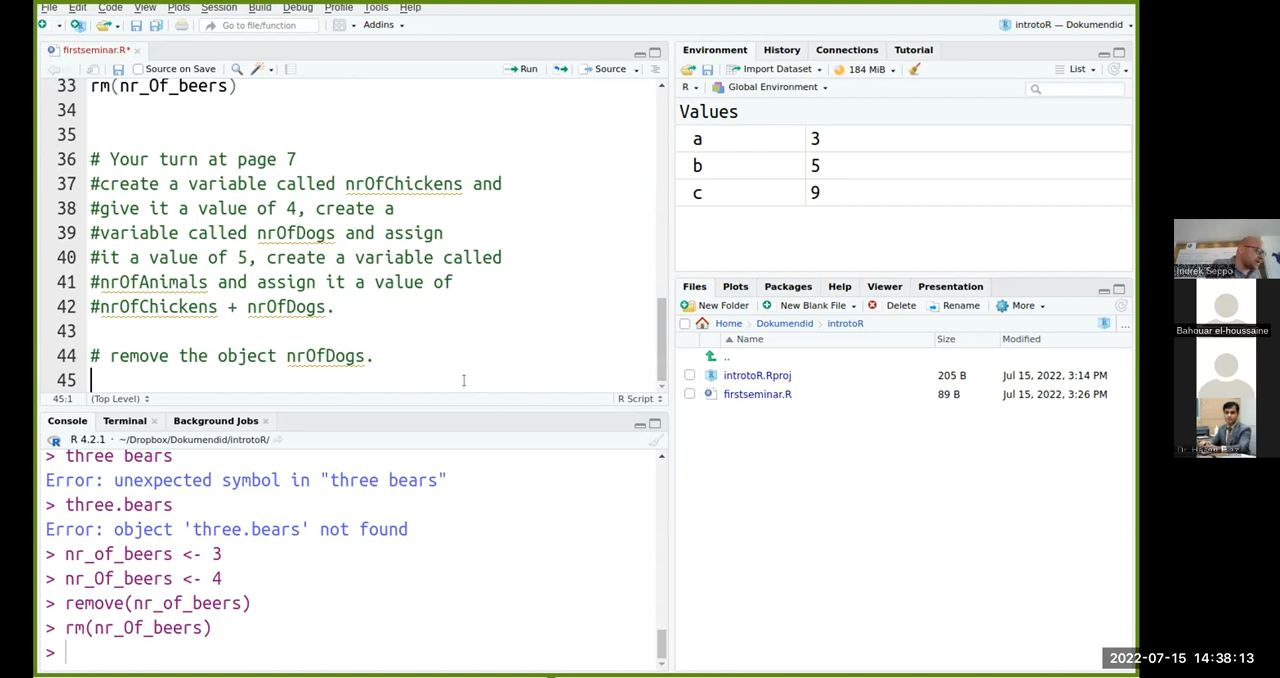 File Edit Code View Plots Session Build Debug Profile Tools Help
Go to file/function Addins introtoR — Dokumendid
firstseminar.R*
Source on Save Run Source
33 rm(nr_Of_beers)
34
35
36 # Your turn at page 7
37 #create a variable called nrOfChickens and
38 #give it a value of 4, create a
39 #variable called nrOfDogs and assign
40 #it a value of 5, create a variable called
41 #nrOfAnimals and assign it a value of
42 #nrOfChickens + nrOfDogs.
43
44 # remove the object nrOfDogs.
45
45:1 (Top Level) R Script
Console Terminal Background Jobs
R 4.2.1 · ~/Dropbox/Dokumendid/introtoR/
> three bears
Error: unexpected symbol in "three bears"
> three.bears
Error: object 'three.bears' not found
> nr_of_beers <- 3
> nr_Of_beers <- 4
> remove(nr_of_beers)
> rm(nr_Of_beers)
>
Environment History Connections Tutorial
Import Dataset 184 MiB List
R Global Environment
Values
a 3
b 5
c 9
Files Plots Packages Help Viewer Presentation
New Folder New Blank File Delete Rename More
Home Dokumendid introtoR
Name Size Modified
..
introtoR.Rproj 205 B Jul 15, 2022, 3:14 PM
firstseminar.R 89 B Jul 15, 2022, 3:26 PM
Indrek Seppo
Bahouar el-houssaine
2022-07-15 14:38:13